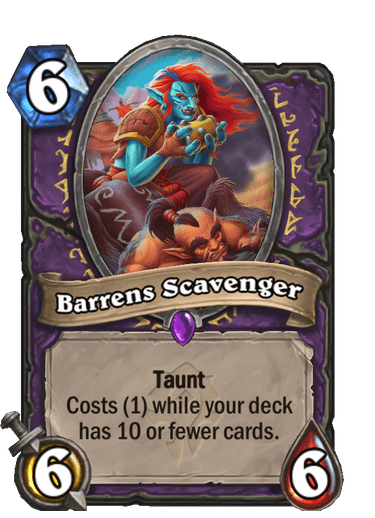 6
Barrens Scavenger
Taunt
Costs (1) while your deck
has 10 or fewer cards.
6
6